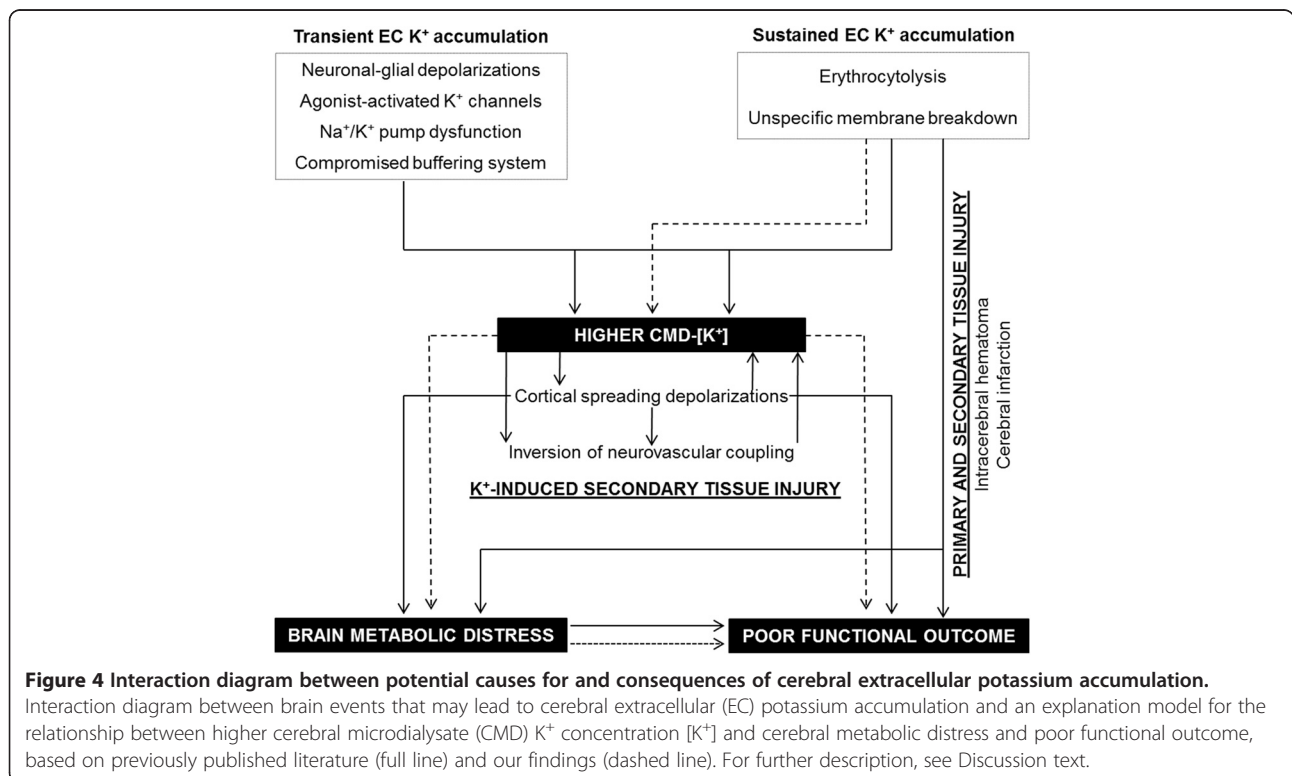 Transient EC K⁺ accumulation
Neuronal-glial depolarizations
Agonist-activated K⁺ channels
Na⁺/K⁺ pump dysfunction
Compromised buffering system
Sustained EC K⁺ accumulation
Erythrocytolysis
Unspecific membrane breakdown
HIGHER CMD-[K⁺]
Cortical spreading depolarizations
Inversion of neurovascular coupling
K⁺-INDUCED SECONDARY TISSUE INJURY
PRIMARY AND SECONDARY TISSUE INJURY
Intracerebral hematoma
Cerebral infarction
BRAIN METABOLIC DISTRESS
POOR FUNCTIONAL OUTCOME
Figure 4 Interaction diagram between potential causes for and consequences of cerebral extracellular potassium accumulation.
Interaction diagram between brain events that may lead to cerebral extracellular (EC) potassium accumulation and an explanation model for the
relationship between higher cerebral microdialysate (CMD) K⁺ concentration [K⁺] and cerebral metabolic distress and poor functional outcome,
based on previously published literature (full line) and our findings (dashed line). For further description, see Discussion text.